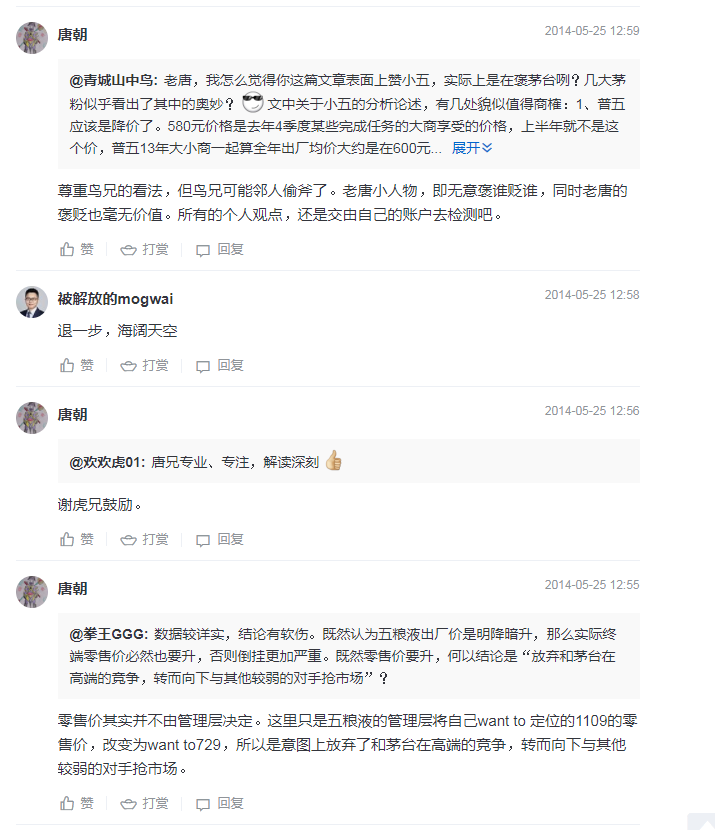 唐朝
2014-05-25 12:59
@青城山中鸟: 老唐，我怎么觉得你这篇文章表面上赞小五，实际上是在褒茅台咧？几大茅
粉似乎看出了其中的奥妙？ 文中关于小五的分析论述，有几处貌似值得商榷：1、普五
应该是降价了。580元价格是去年4季度某些完成任务的大商享受的价格，上半年就不是这
个价，普五13年大小商一起算全年出厂均价大约是在600元... 展开
尊重鸟兄的看法，但鸟兄可能邻人偷斧了。老唐小人物，即无意褒谁贬谁，同时老唐的
褒贬也毫无价值。所有的个人观点，还是交由自己的账户去检测吧。
赞 打赏 回复
被解放的mogwai
2014-05-25 12:58
退一步，海阔天空
赞 打赏 回复
唐朝
2014-05-25 12:56
@欢欢虎01: 唐兄专业、专注，解读深刻
谢虎兄鼓励。
赞 打赏 回复
唐朝
2014-05-25 12:55
@拳王GGG: 数据较详实，结论有软伤。既然认为五粮液出厂价是明降暗升，那么实际终
端零售价必然也要升，否则倒挂更加严重。既然零售价要升，何以结论是“放弃和茅台在
高端的竞争，转而向下与其他较弱的对手抢市场”？
零售价其实并不由管理层决定。这里只是五粮液的管理层将自己want to 定位的1109的零
售价，改变为want to729，所以是意图上放弃了和茅台在高端的竞争，转而向下与其他
较弱的对手抢市场。
赞 打赏 回复